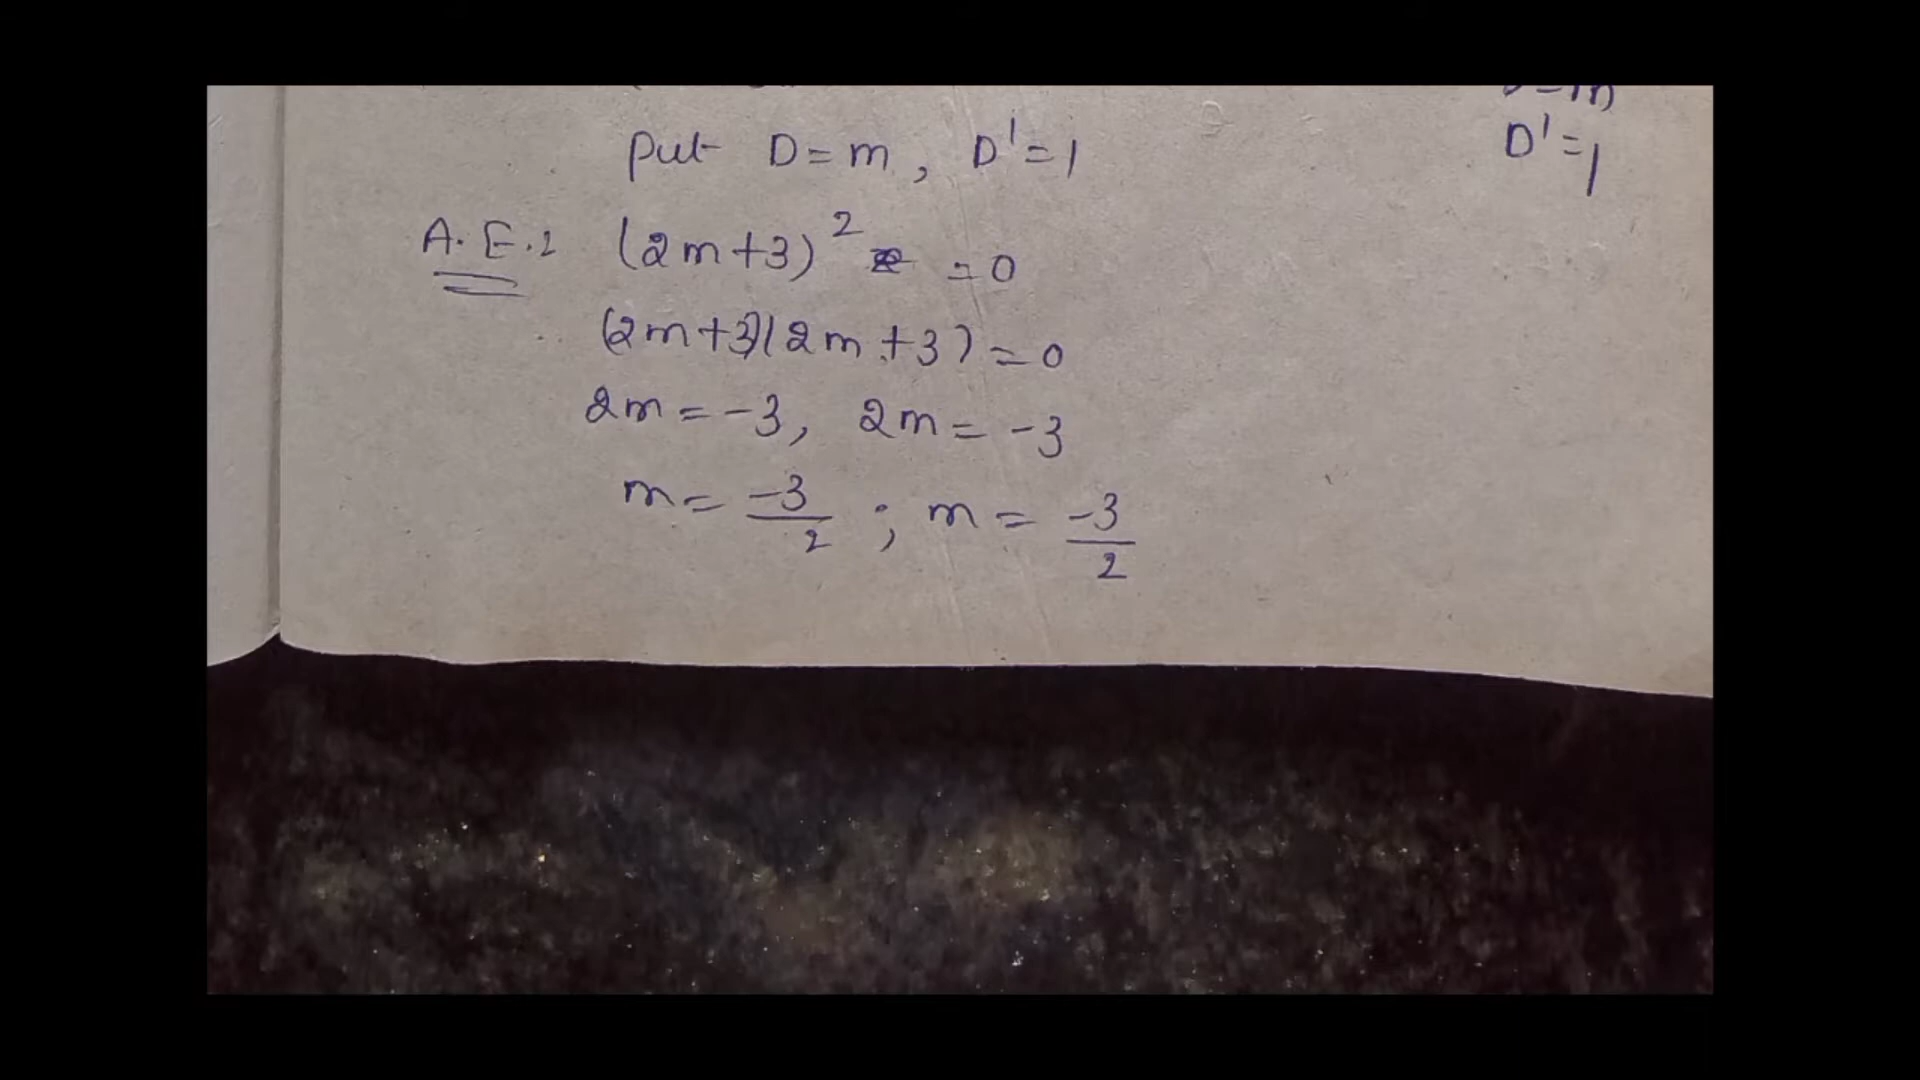 D=m
D'=1
put D=m, D'=1
A.E.: (2m+3)² =0
(2m+3)(2m+3)=0
2m=-3, 2m=-3
m=-3/2 ; m=-3/2